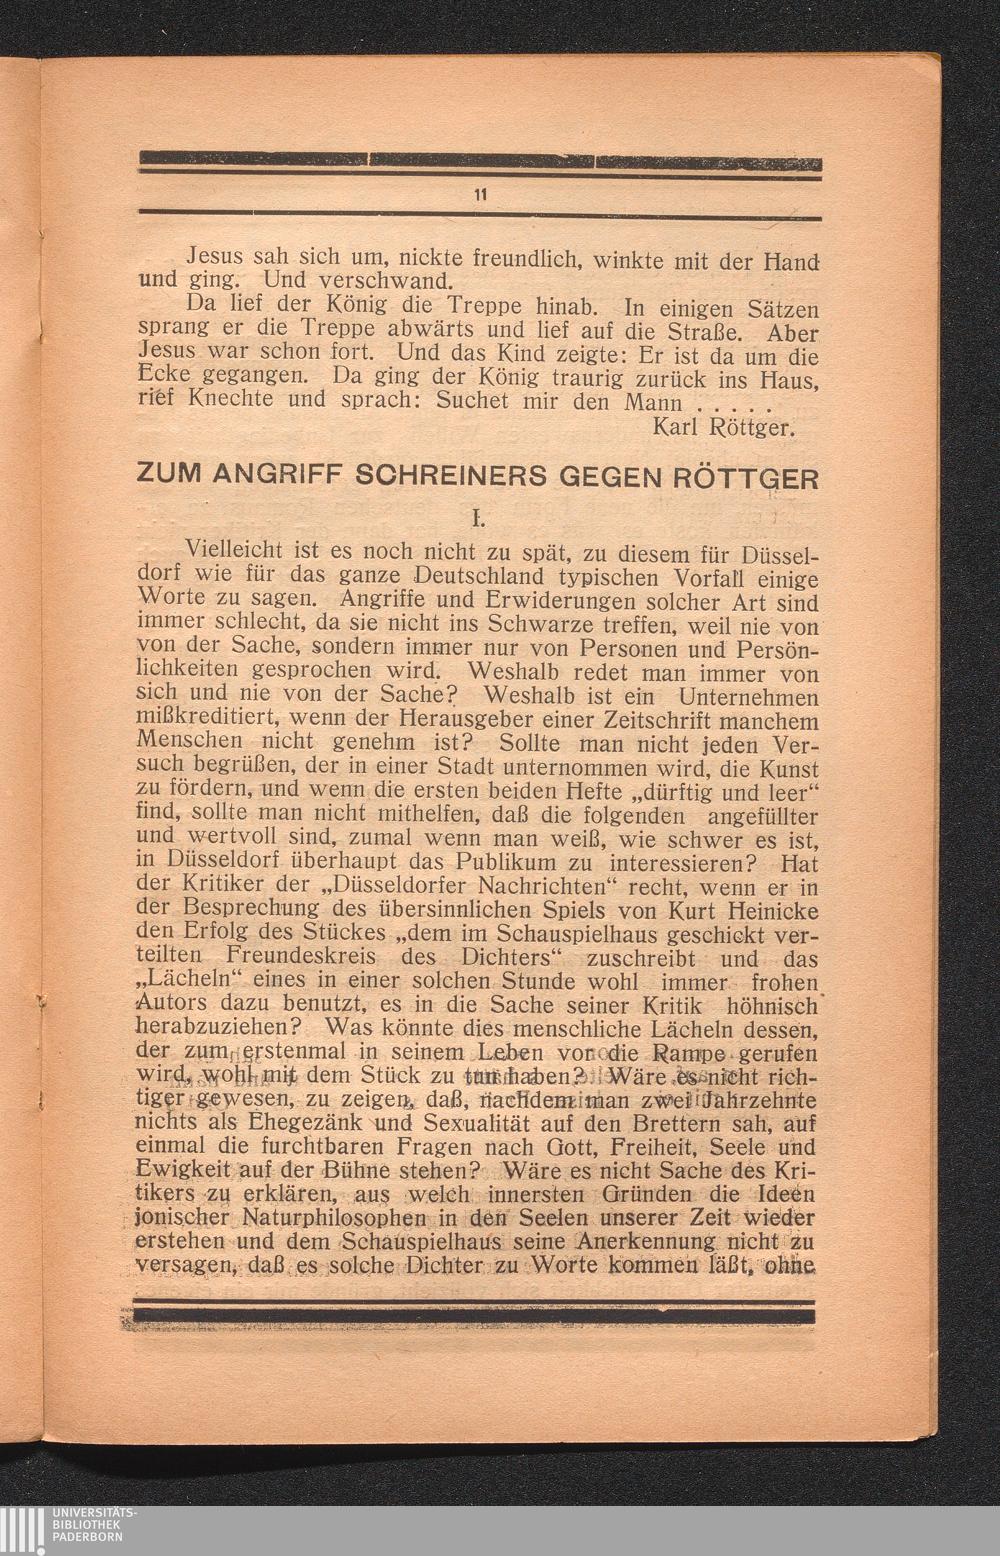 11
Jesus sah sich um, nickte freundlich, winkte mit der Hand
und ging. Und verschwand.
Da lief der König die Treppe hinab. In einigen Sätzen
sprang er die Treppe abwärts und lief auf die Straße. Aber
Jesus war schon fort. Und das Kind zeigte: Er ist da um die
Ecke gegangen. Da ging der König traurig zurück ins Haus,
rief Knechte und sprach: Suchet mir den Mann . . . . .
Karl Röttger.
ZUM ANGRIFF SCHREINERS GEGEN RÖTTGER
I.
Vielleicht ist es noch nicht zu spät, zu diesem für Düssel-
dorf wie für das ganze Deutschland typischen Vorfall einige
Worte zu sagen. Angriffe und Erwiderungen solcher Art sind
immer schlecht, da sie nicht ins Schwarze treffen, weil nie von
von der Sache, sondern immer nur von Personen und Persön-
lichkeiten gesprochen wird. Weshalb redet man immer von
sich und nie von der Sache? Weshalb ist ein Unternehmen
mißkreditiert, wenn der Herausgeber einer Zeitschrift manchem
Menschen nicht genehm ist? Sollte man nicht jeden Ver-
such begrüßen, der in einer Stadt unternommen wird, die Kunst
zu fördern, und wenn die ersten beiden Hefte „dürftig und leer“
find, sollte man nicht mithelfen, daß die folgenden angefüllter
und wertvoll sind, zumal wenn man weiß, wie schwer es ist,
in Düsseldorf überhaupt das Publikum zu interessieren? Hat
der Kritiker der „Düsseldorfer Nachrichten“ recht, wenn er in
der Besprechung des übersinnlichen Spiels von Kurt Heinicke
den Erfolg des Stückes „dem im Schauspielhaus geschickt ver-
teilten Freundeskreis des Dichters“ zuschreibt und das
„Lächeln“ eines in einer solchen Stunde wohl immer frohen
Autors dazu benutzt, es in die Sache seiner Kritik höhnisch
herabzuziehen? Was könnte dies menschliche Lächeln dessen,
der zum erstenmal in seinem Leben vor die Rampe gerufen
wird, wohl mit dem Stück zu tun haben? Wäre es nicht rich-
tiger gewesen, zu zeigen, daß, nachdem man zwei Jahrzehnte
nichts als Ehegezänk und Sexualität auf den Brettern sah, auf
einmal die furchtbaren Fragen nach Gott, Freiheit, Seele und
Ewigkeit auf der Bühne stehen? Wäre es nicht Sache des Kri-
tikers zu erklären, aus welch innersten Gründen die Ideen
jonischer Naturphilosophen in den Seelen unserer Zeit wieder
erstehen und dem Schauspielhaus seine Anerkennung nicht zu
versagen, daß es solche Dichter zu Worte kommen läßt, ohne
UNIVERSITÄTS-
BIBLIOTHEK
PADERBORN